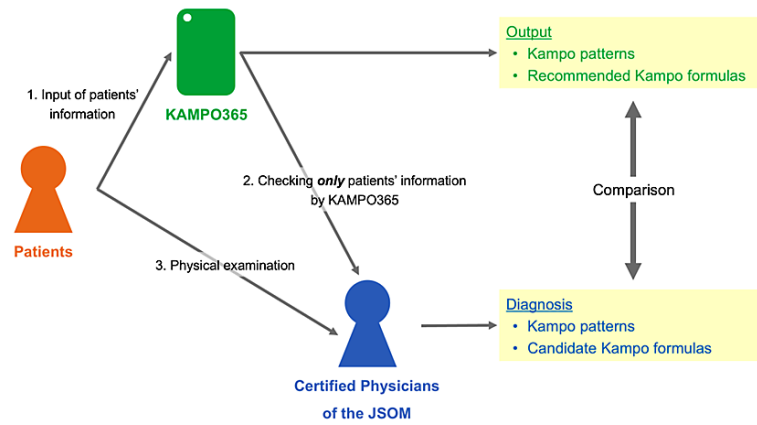 1. Input of patients'
information
KAMPO365
Patients
2. Checking only patients' information
by KAMPO365
3. Physical examination
Certified Physicians
of the JSOM
Output
• Kampo patterns
• Recommended Kampo formulas
Comparison
Diagnosis
• Kampo patterns
• Candidate Kampo formulas